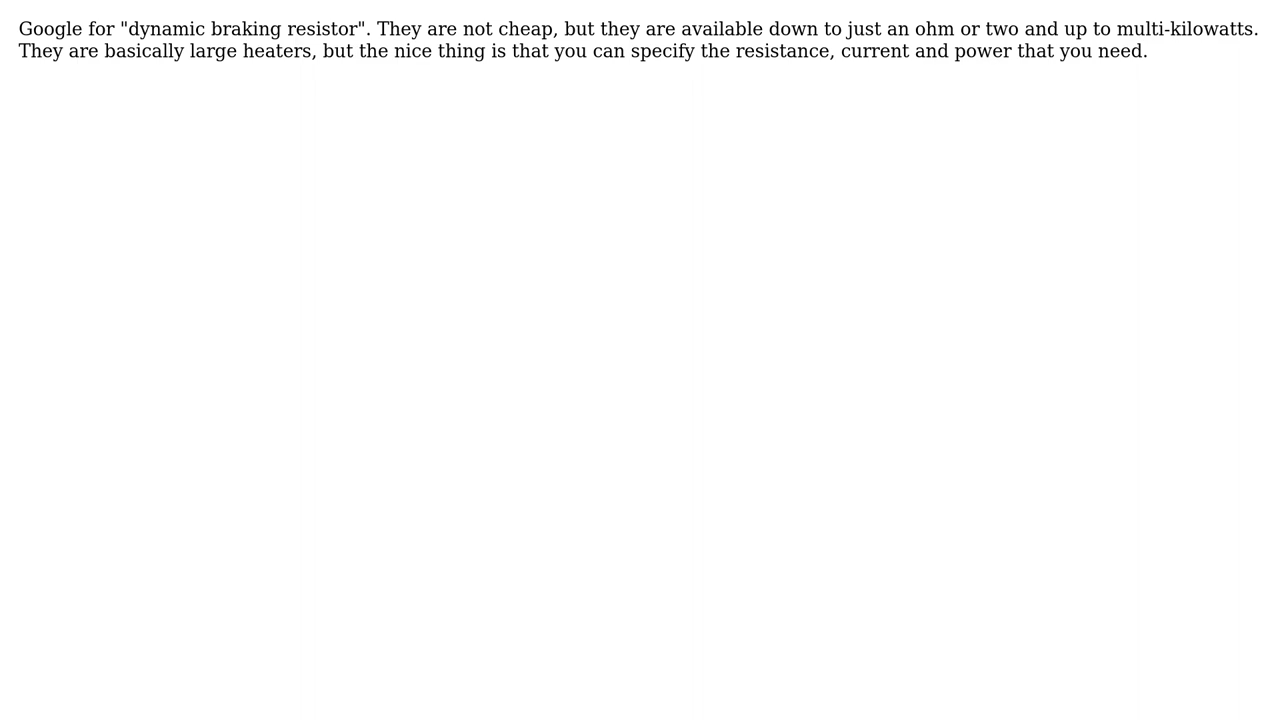 Google for "dynamic braking resistor". They are not cheap, but they are available down to just an ohm or two and up to multi-kilowatts.
They are basically large heaters, but the nice thing is that you can specify the resistance, current and power that you need.